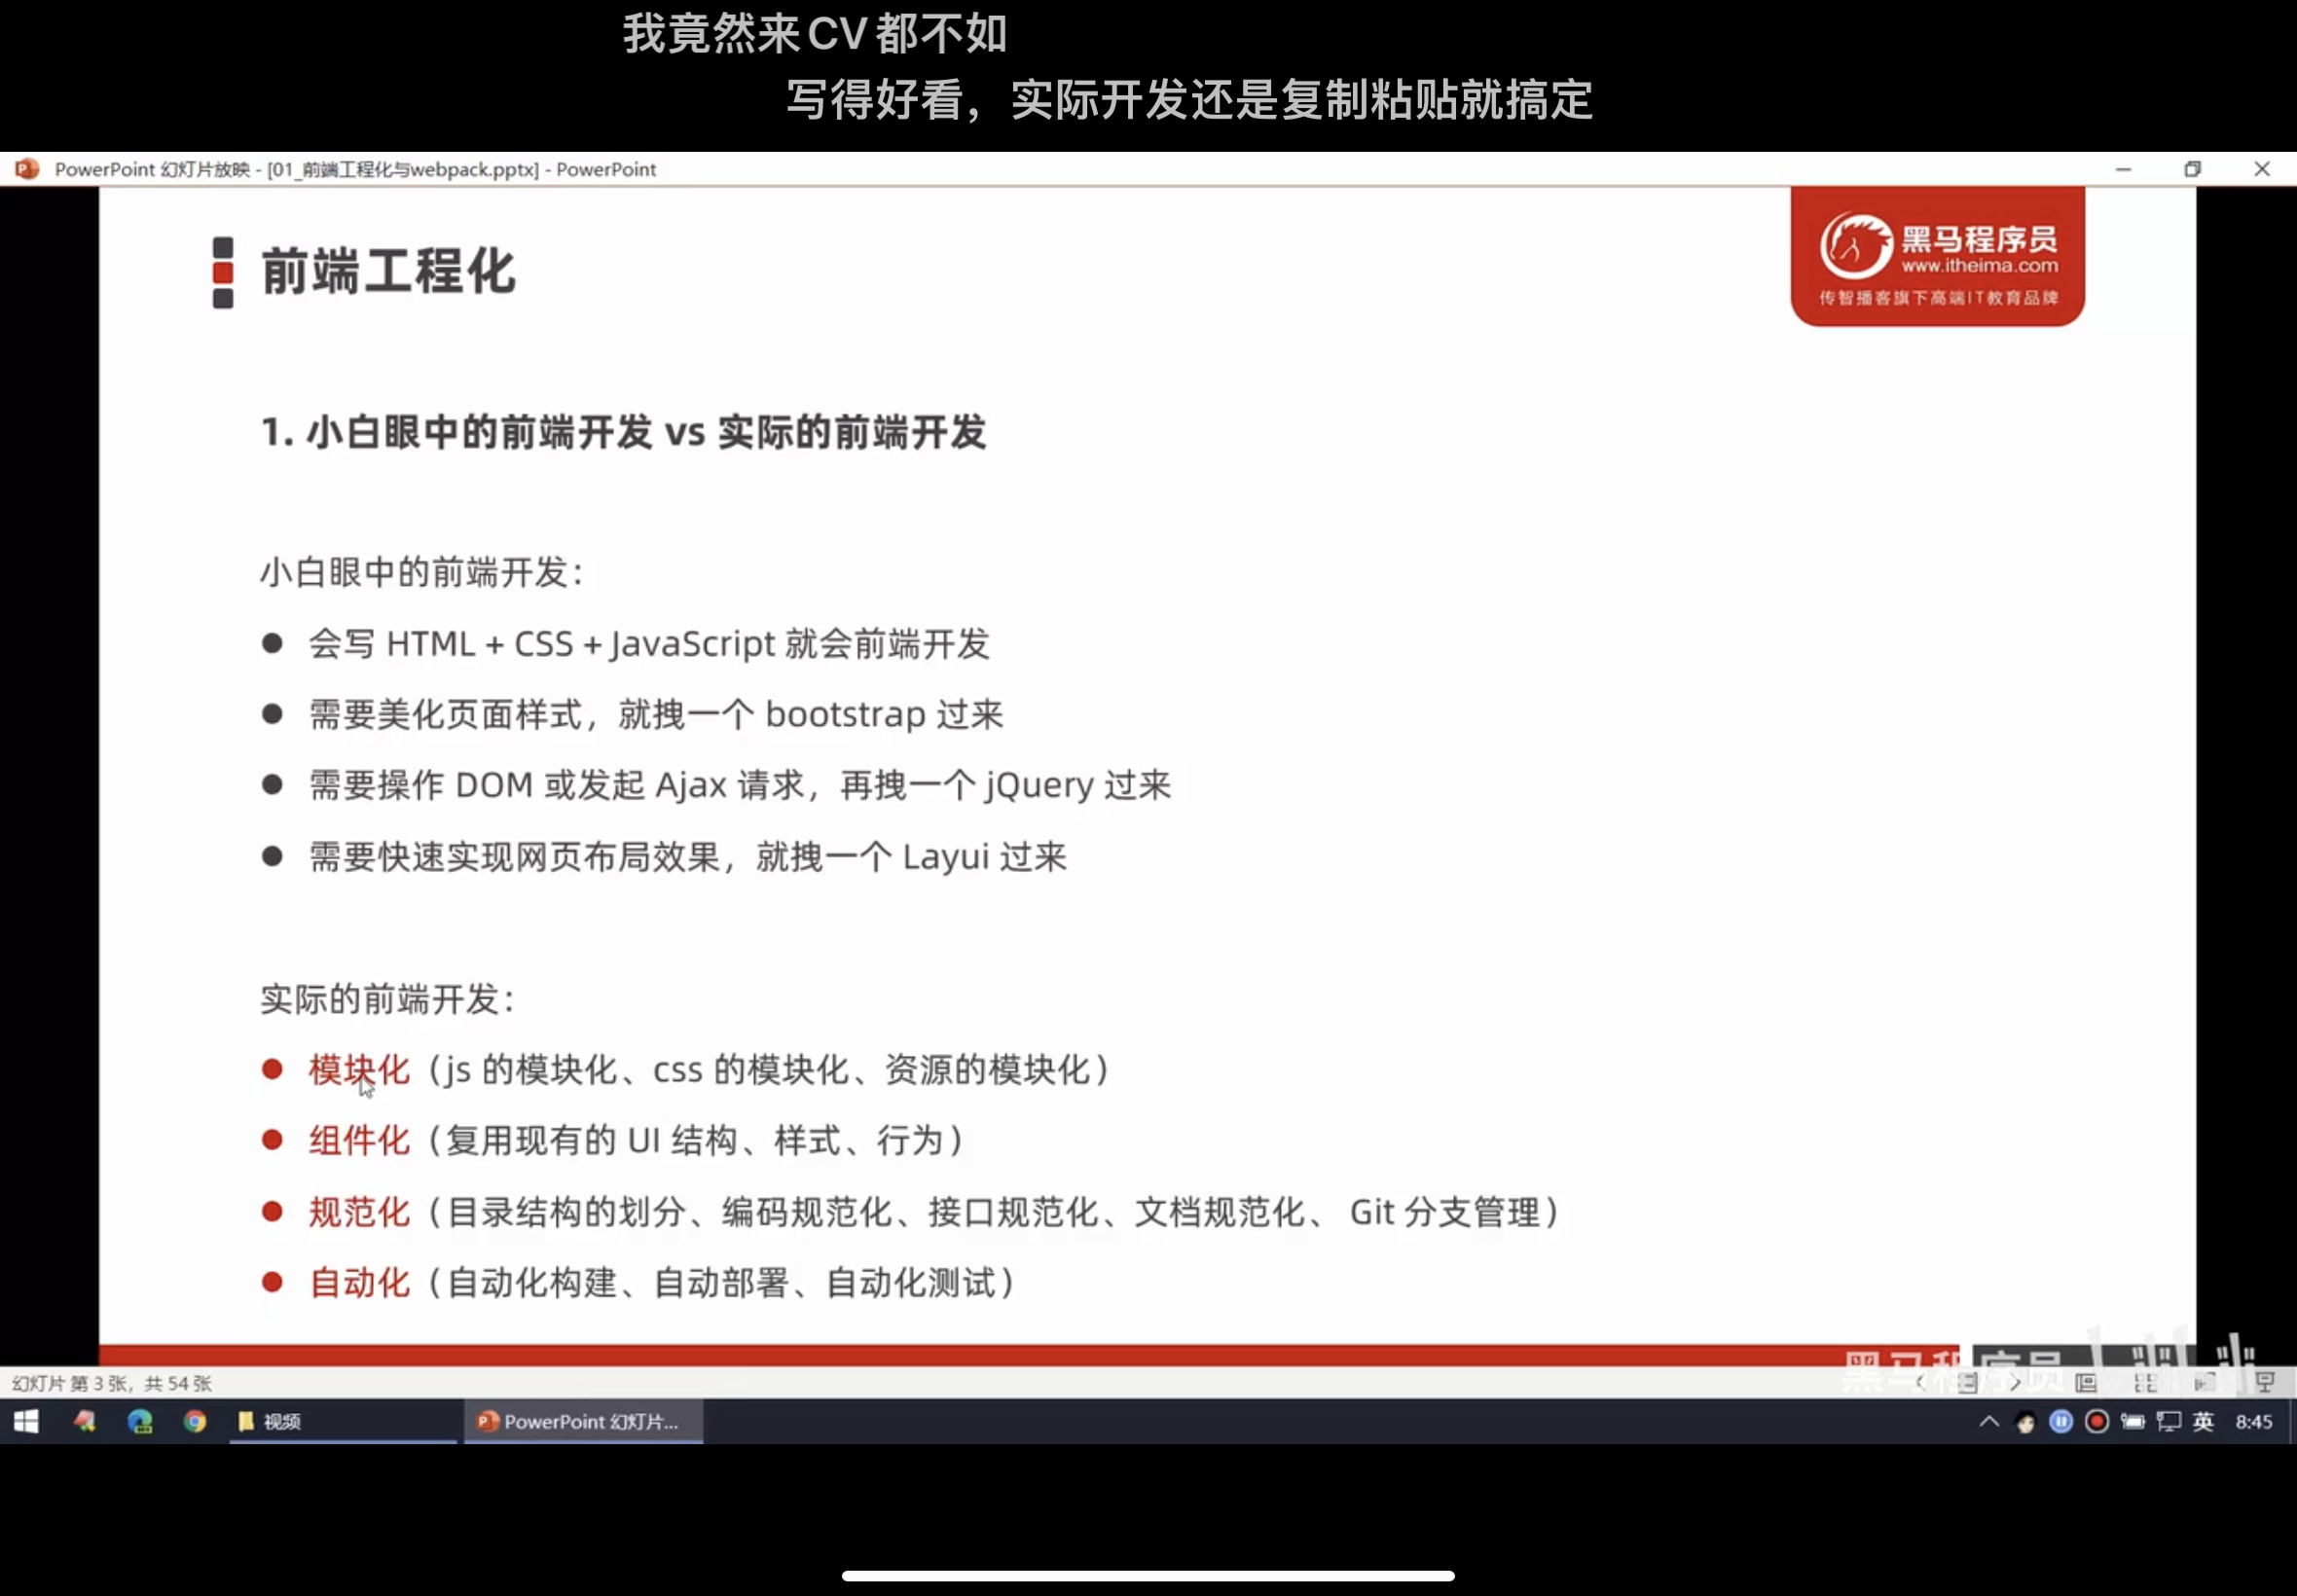 我竟然来CV都不如
写得好看，实际开发还是复制粘贴就搞定
PowerPoint 幻灯片放映 - [01_前端工程化与webpack.pptx] - PowerPoint
前端工程化
黑马程序员
www.itheima.com
传智播客旗下高端IT教育品牌
1. 小白眼中的前端开发 vs 实际的前端开发
小白眼中的前端开发：
● 会写 HTML + CSS + JavaScript 就会前端开发
● 需要美化页面样式，就拽一个 bootstrap 过来
● 需要操作 DOM 或发起 Ajax 请求，再拽一个 jQuery 过来
● 需要快速实现网页布局效果，就拽一个 Layui 过来
实际的前端开发：
● 模块化（js 的模块化、css 的模块化、资源的模块化）
● 组件化（复用现有的 UI 结构、样式、行为）
● 规范化（目录结构的划分、编码规范化、接口规范化、文档规范化、 Git 分支管理）
● 自动化（自动化构建、自动部署、自动化测试）
黑马程序员
幻灯片 第 3 张，共 54 张
视频
PowerPoint 幻灯片...
英
8:45